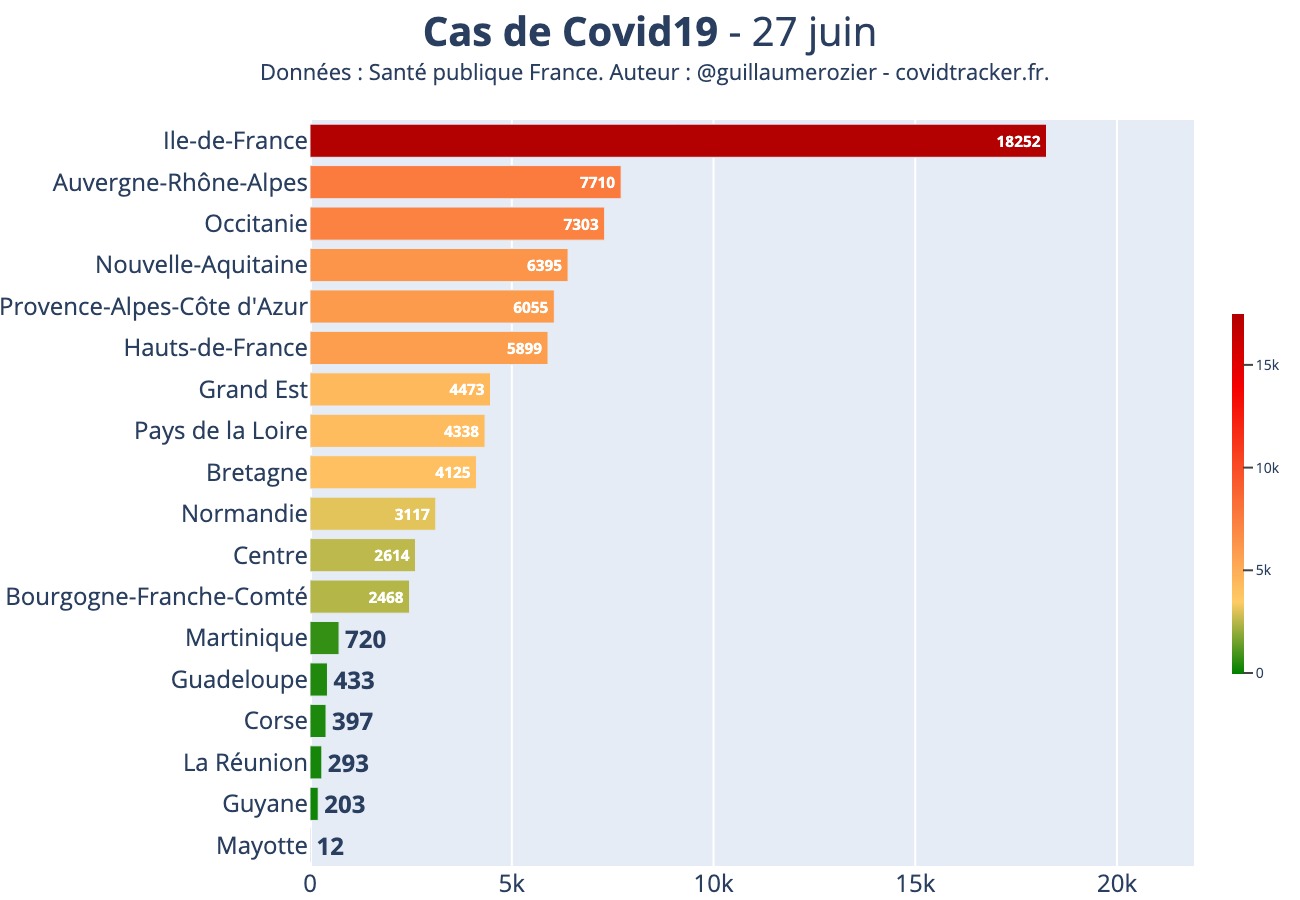 Cas de Covid19 - 27 juin
Données : Santé publique France. Auteur : @guillaumerozier - covidtracker.fr.
Ile-de-France 18252
Auvergne-Rhône-Alpes 7710
Occitanie 7303
Nouvelle-Aquitaine 6395
Provence-Alpes-Côte d'Azur 6055
Hauts-de-France 5899
Grand Est 4473
Pays de la Loire 4338
Bretagne 4125
Normandie 3117
Centre 2614
Bourgogne-Franche-Comté 2468
Martinique 720
Guadeloupe 433
Corse 397
La Réunion 293
Guyane 203
Mayotte 12
0 5k 10k 15k 20k
15k
10k
5k
0